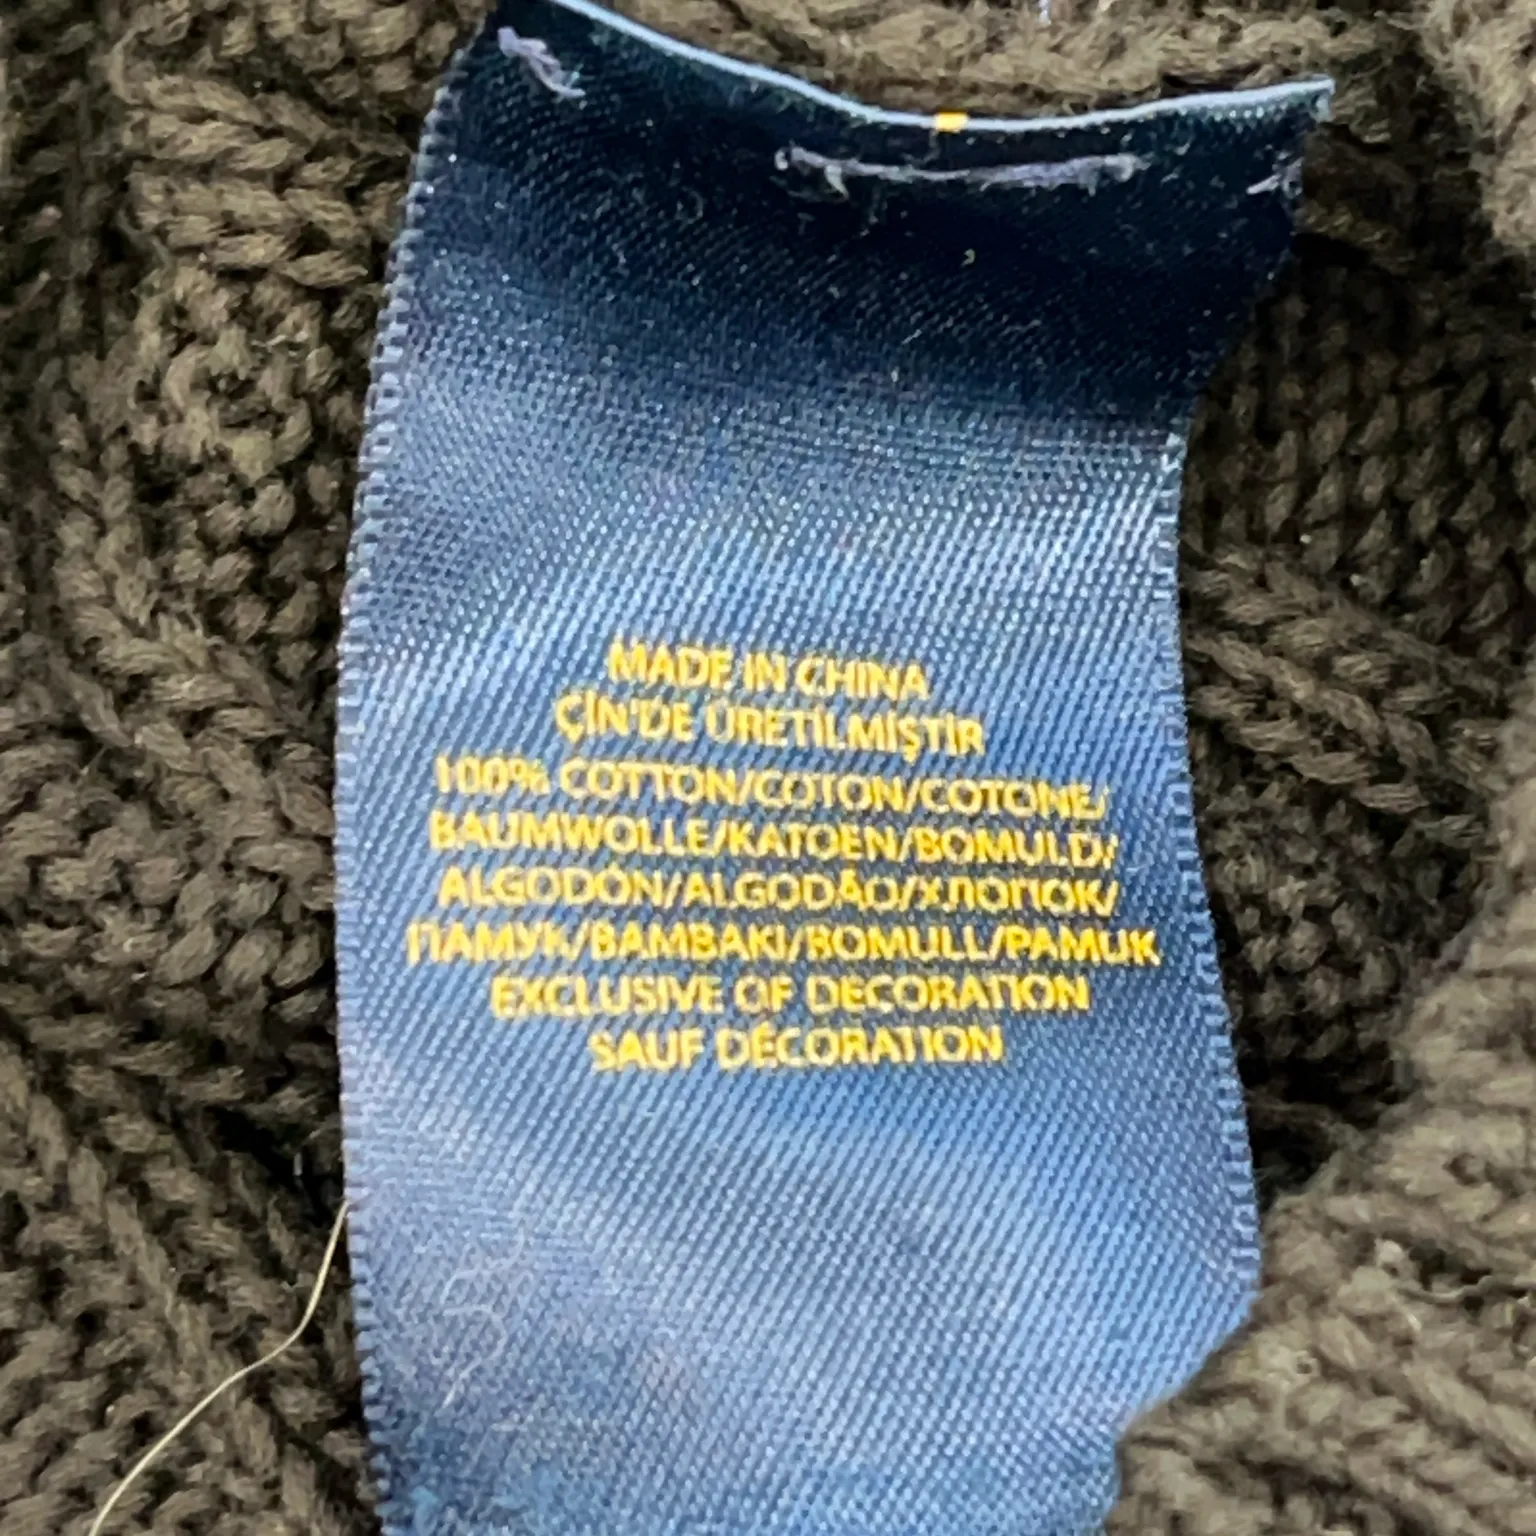 MADE IN CHINA
ÇİN'DE ÜRETİLMİŞTİR
100% COTTON/COTON/COTONE/
BAUMWOLLE/KATOEN/BOMULD/
ALGODÓN/ALGODÃO/ХЛОПОК/
ПАМУК/BAMBAKI/BOMULL/PAMUK
EXCLUSIVE OF DECORATION
SAUF DÉCORATION